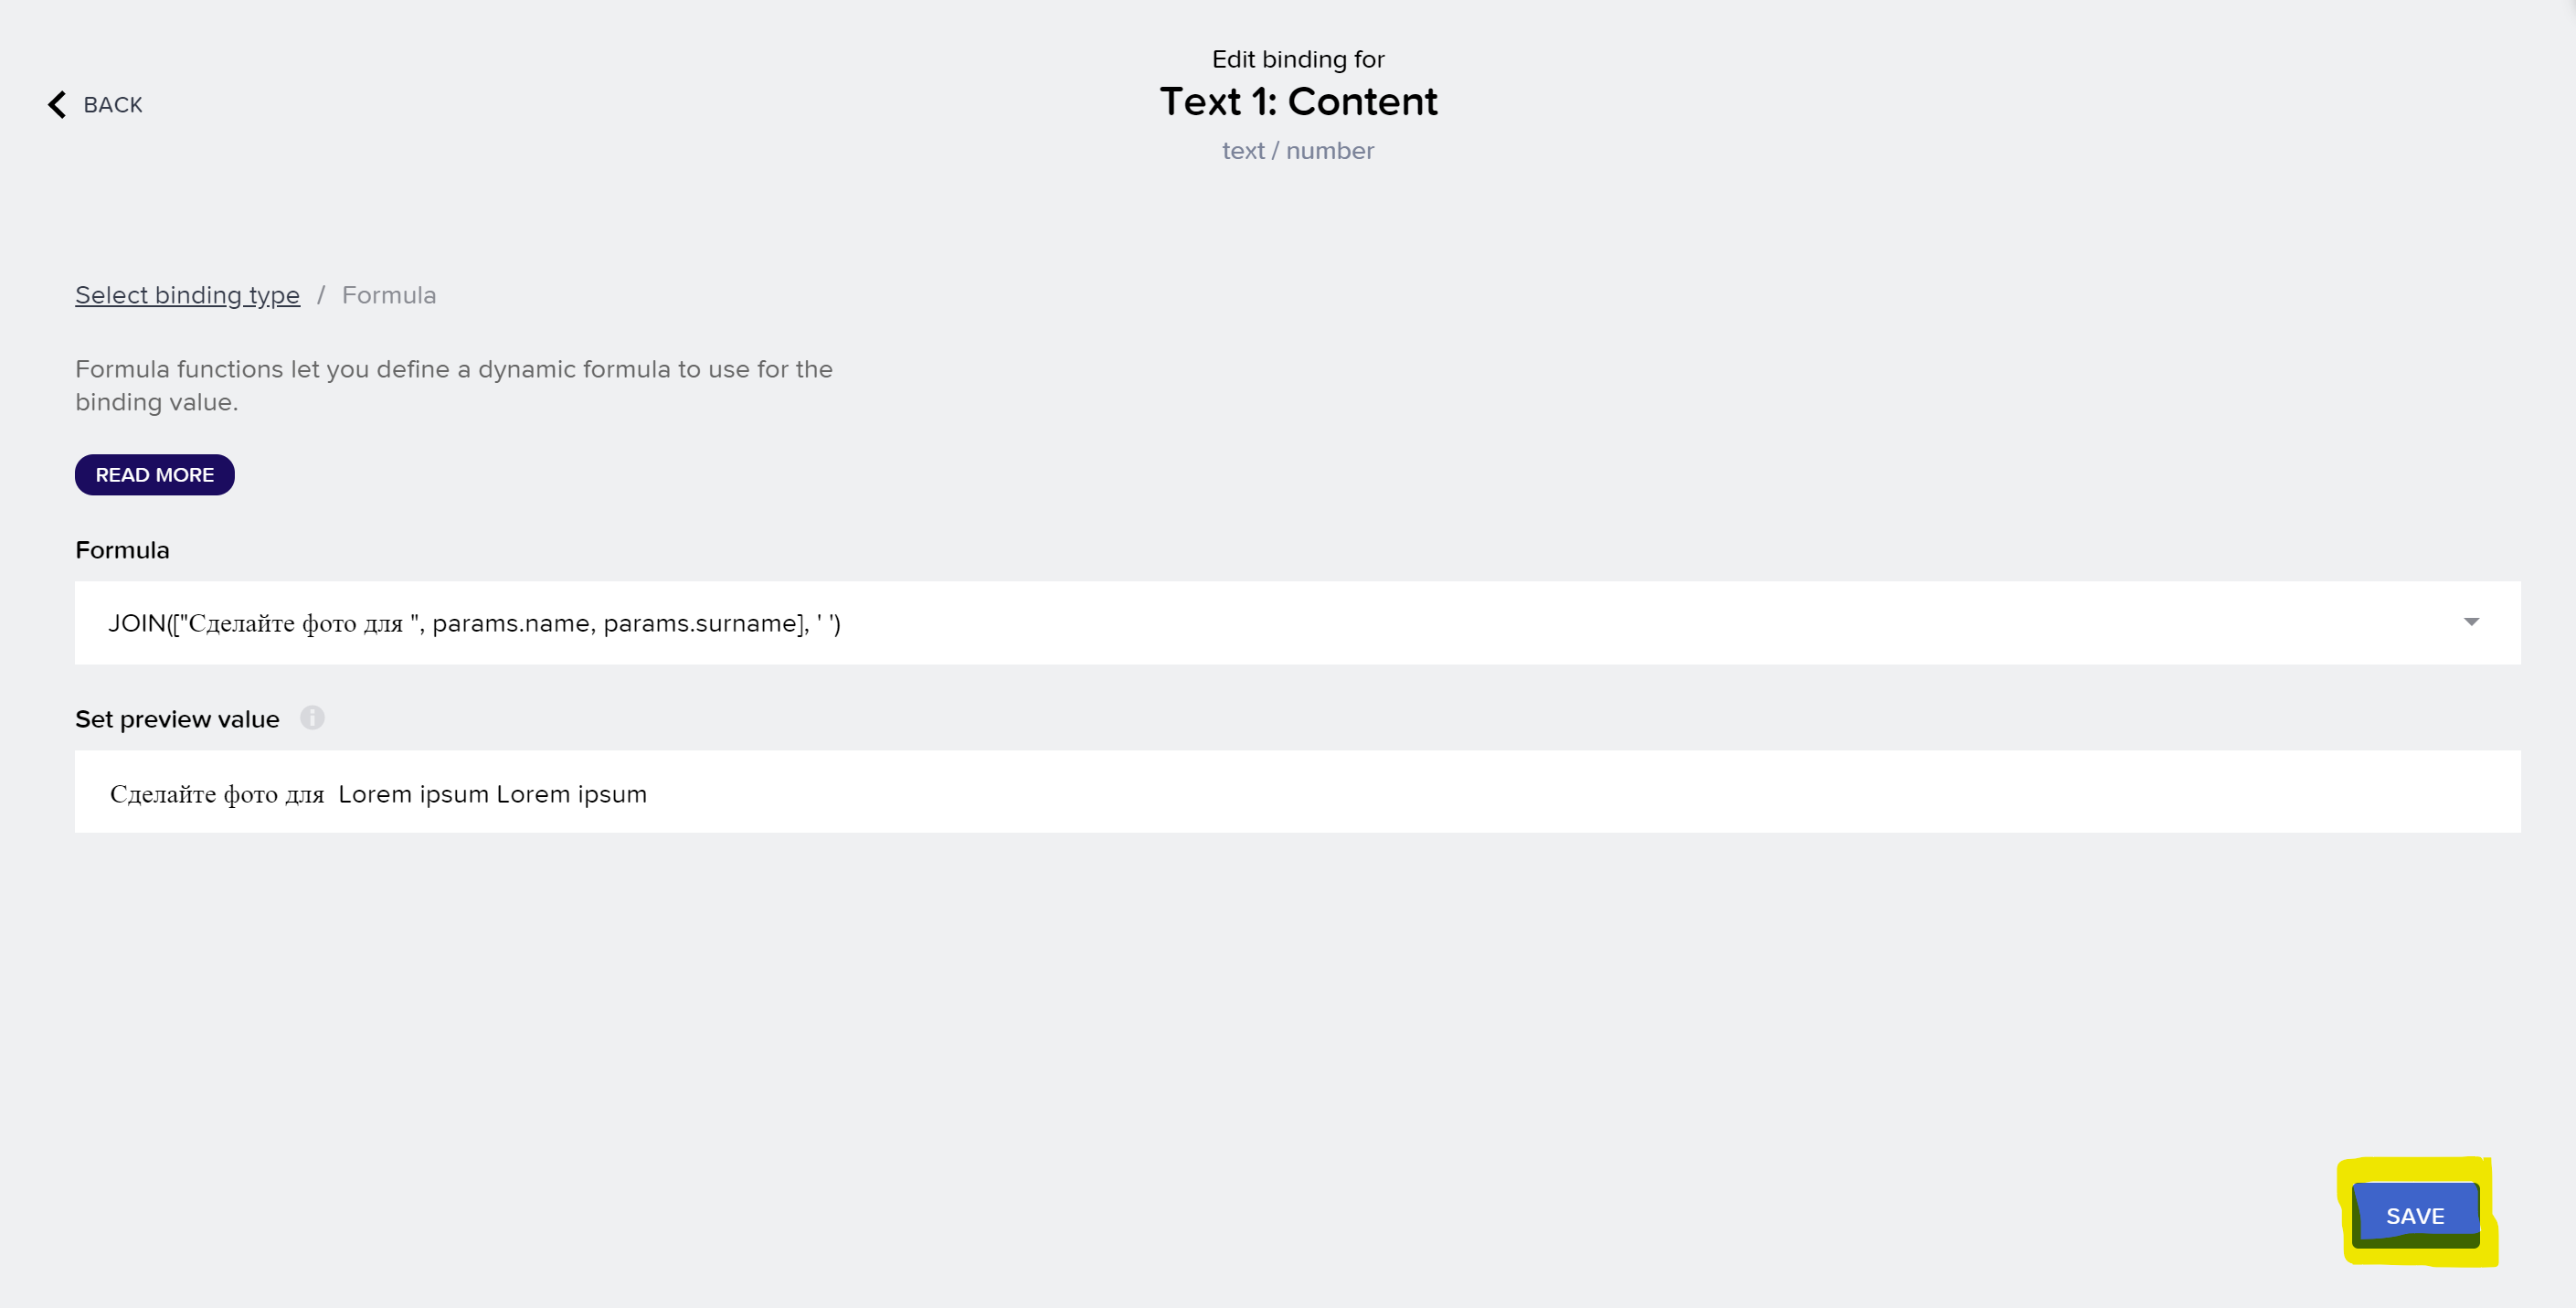 Edit binding for
BACK
Text 1: Content
text / number
Select binding type / Formula
Formula functions let you define a dynamic formula to use for the
binding value.
READ MORE
Formula
JOIN(["Сделайте фото для ", params.name, params.surname], ' ')
Set preview value
Сделайте фото для  Lorem ipsum Lorem ipsum
SAVE